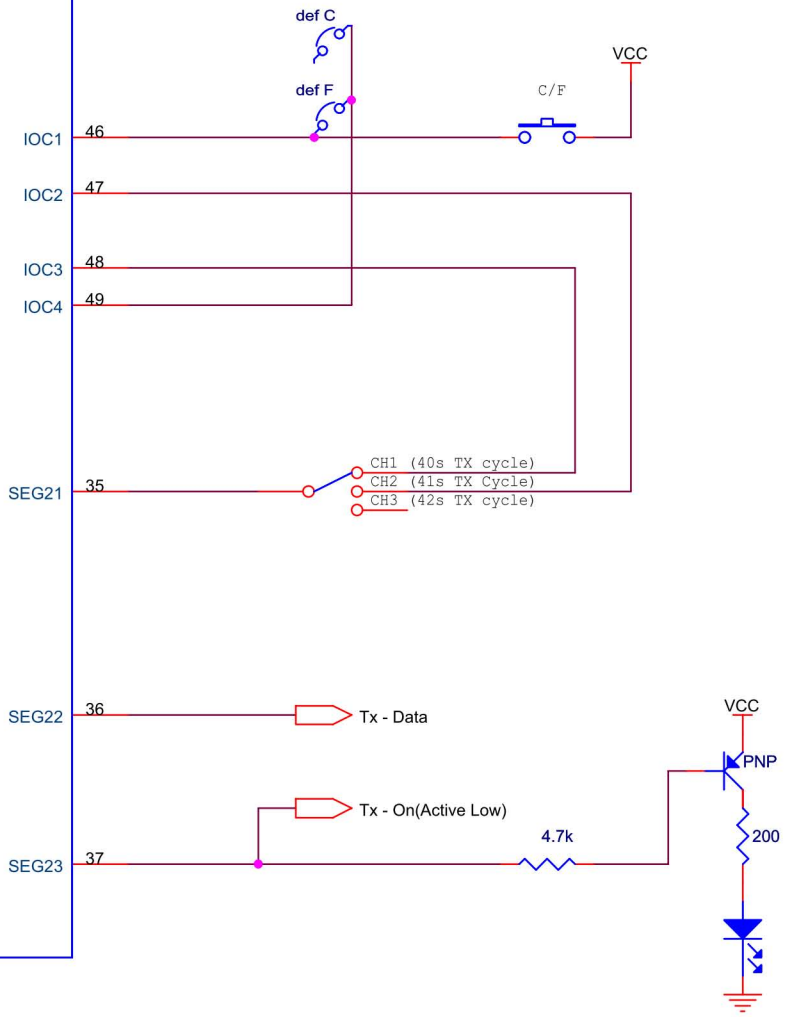 def C
VCC
def F
C/F
IOC1
46
IOC2
47
IOC3
48
IOC4
49
CH1 (40s TX cycle)
CH2 (41s TX Cycle)
CH3 (42s TX cycle)
SEG21
35
VCC
SEG22
36
Tx - Data
PNP
Tx - On(Active Low)
4.7k
200
SEG23
37